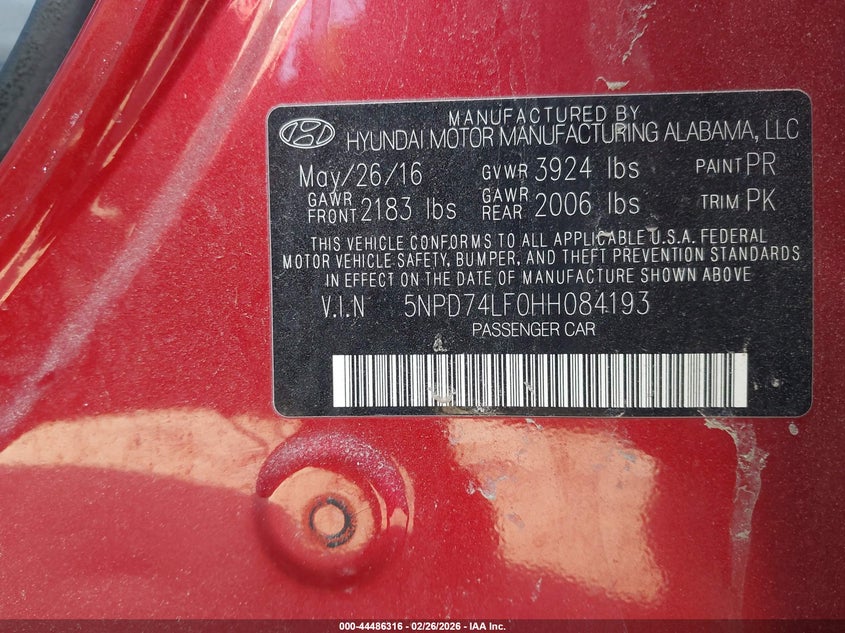 MANUFACTURED BY
HYUNDAI MOTOR MANUFACTURING ALABAMA, LLC
May/26/16 GVWR 3924 lbs PAINT PR
GAWR FRONT 2183 lbs GAWR REAR 2006 lbs TRIM PK
THIS VEHICLE CONFORMS TO ALL APPLICABLE U.S.A. FEDERAL
MOTOR VEHICLE SAFETY, BUMPER, AND THEFT PREVENTION STANDARDS
IN EFFECT ON THE DATE OF MANUFACTURE SHOWN ABOVE
V.I.N 5NPD74LF0HH084193
PASSENGER CAR
000-44486316 | 02/26/2026 - IAA Inc.